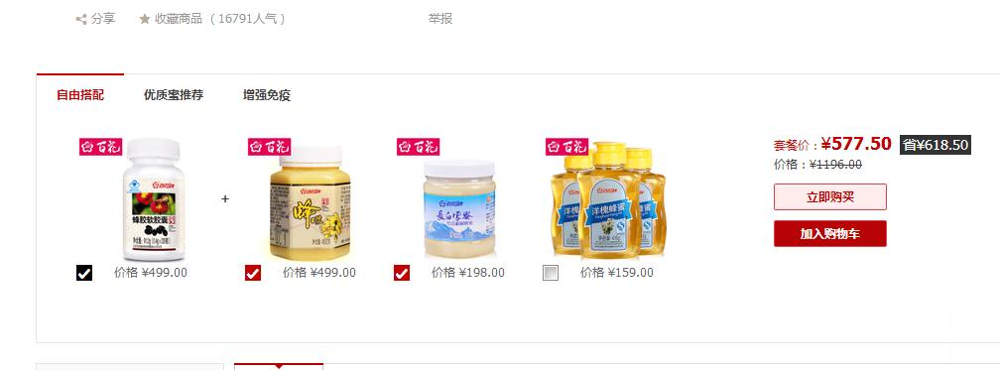 分享
收藏商品 （16791人气）
举报
自由搭配
优质蜜推荐
增强免疫
百花
蜂胶软胶囊
+
百花
百花
百花
洋槐蜂蜜
价格 ¥499.00
价格 ¥499.00
价格 ¥198.00
价格 ¥159.00
套餐价：¥577.50 省¥618.50
价格：¥1196.00
立即购买
加入购物车